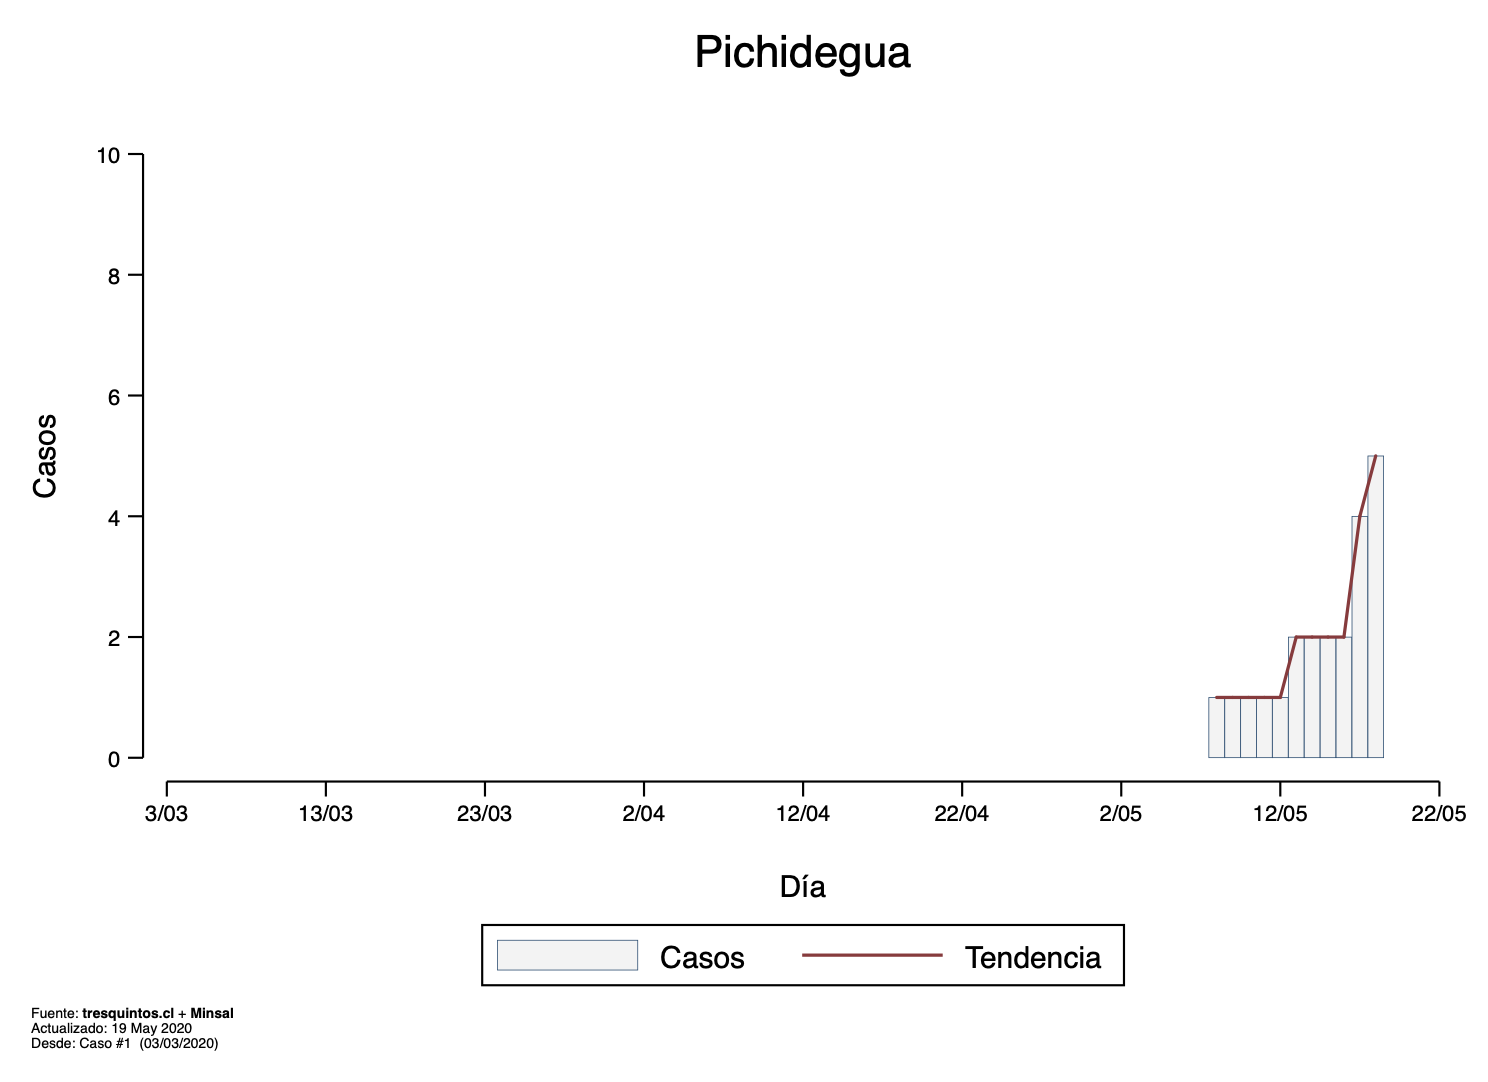 Pichidegua
10
8
6
4
2
0
Casos
3/03 13/03 23/03 2/04 12/04 22/04 2/05 12/05 22/05
Día
Casos Tendencia
Fuente: tresquintos.cl + Minsal
Actualizado: 19 May 2020
Desde: Caso #1 (03/03/2020)